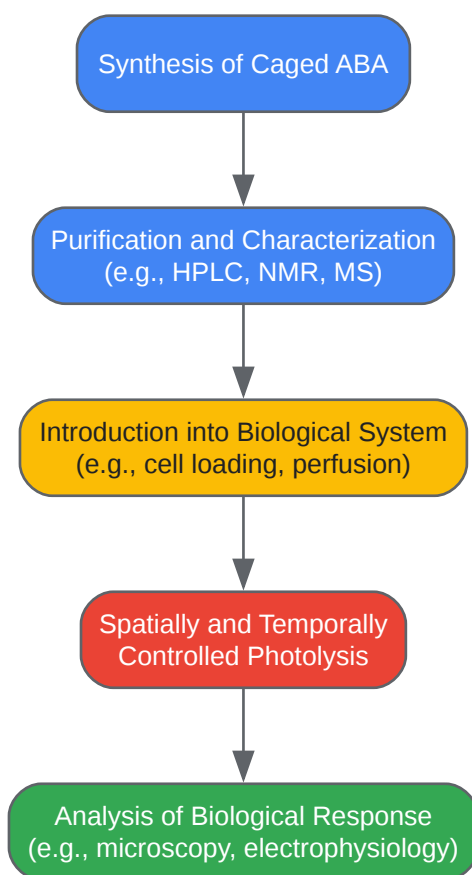 Synthesis of Caged ABA
Purification and Characterization
(e.g., HPLC, NMR, MS)
Introduction into Biological System
(e.g., cell loading, perfusion)
Spatially and Temporally
Controlled Photolysis
Analysis of Biological Response
(e.g., microscopy, electrophysiology)